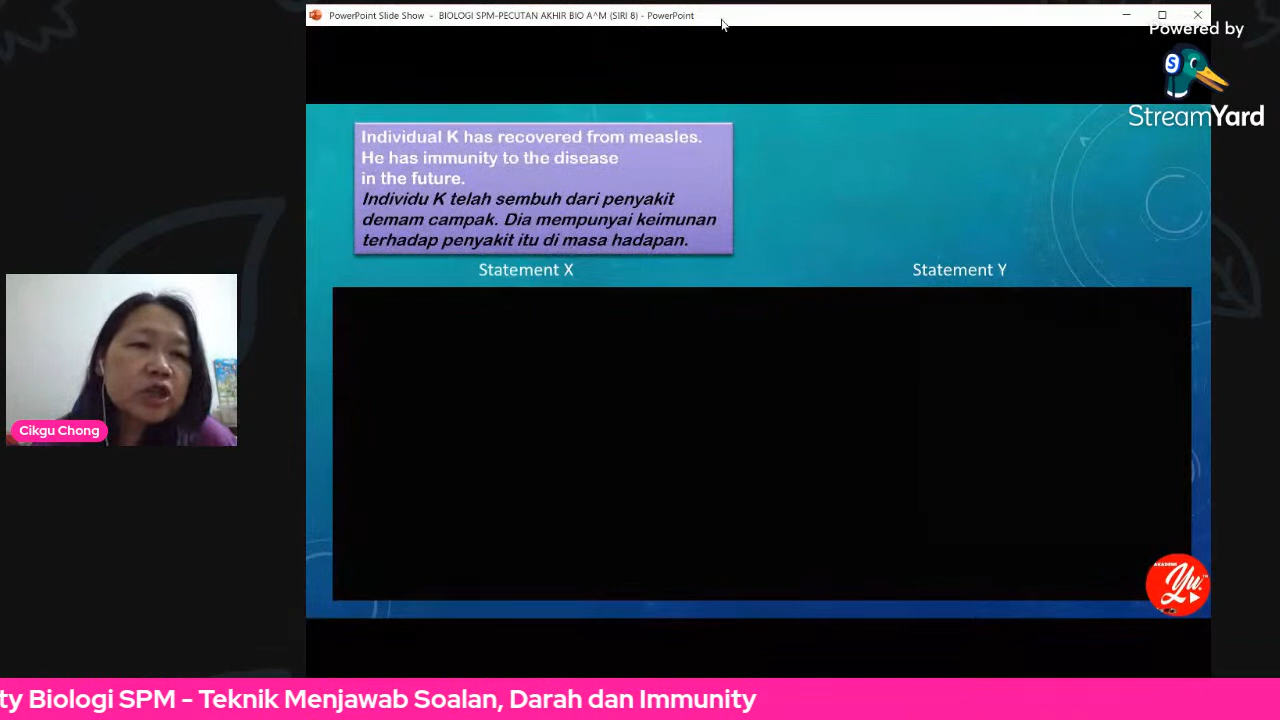 PowerPoint Slide Show - BIOLOGI SPM-PECUTAN AKHIR BIO A^M (SIRI 8) - PowerPoint
Powered by
StreamYard
Individual K has recovered from measles.
He has immunity to the disease
in the future.
Individu K telah sembuh dari penyakit
demam campak. Dia mempunyai keimunan
terhadap penyakit itu di masa hadapan.
Statement X
Statement Y
Cikgu Chong
AKADEMI
Yu
ty Biologi SPM - Teknik Menjawab Soalan, Darah dan Immunity